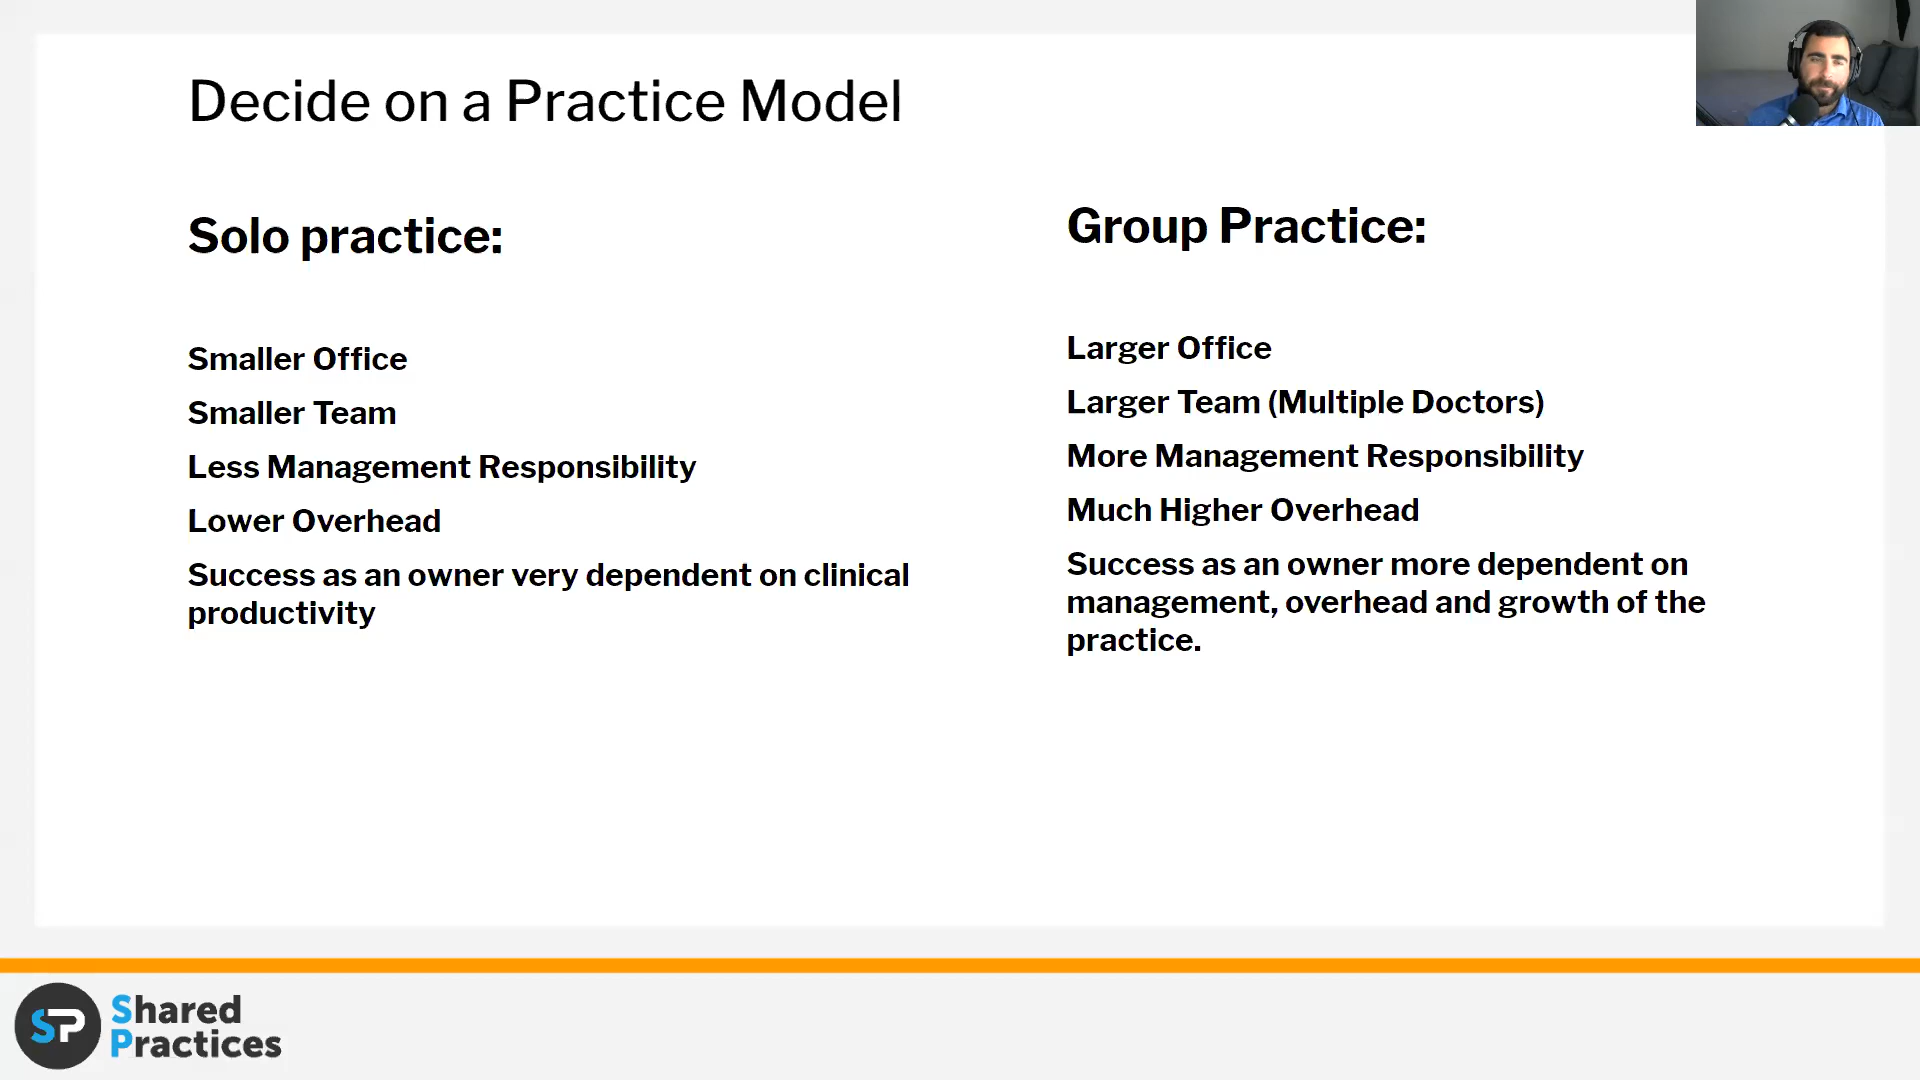 Decide on a Practice Model
Solo practice:
Smaller Office
Smaller Team
Less Management Responsibility
Lower Overhead
Success as an owner very dependent on clinical
productivity
Group Practice:
Larger Office
Larger Team (Multiple Doctors)
More Management Responsibility
Much Higher Overhead
Success as an owner more dependent on
management, overhead and growth of the
practice.
SP
Shared
Practices